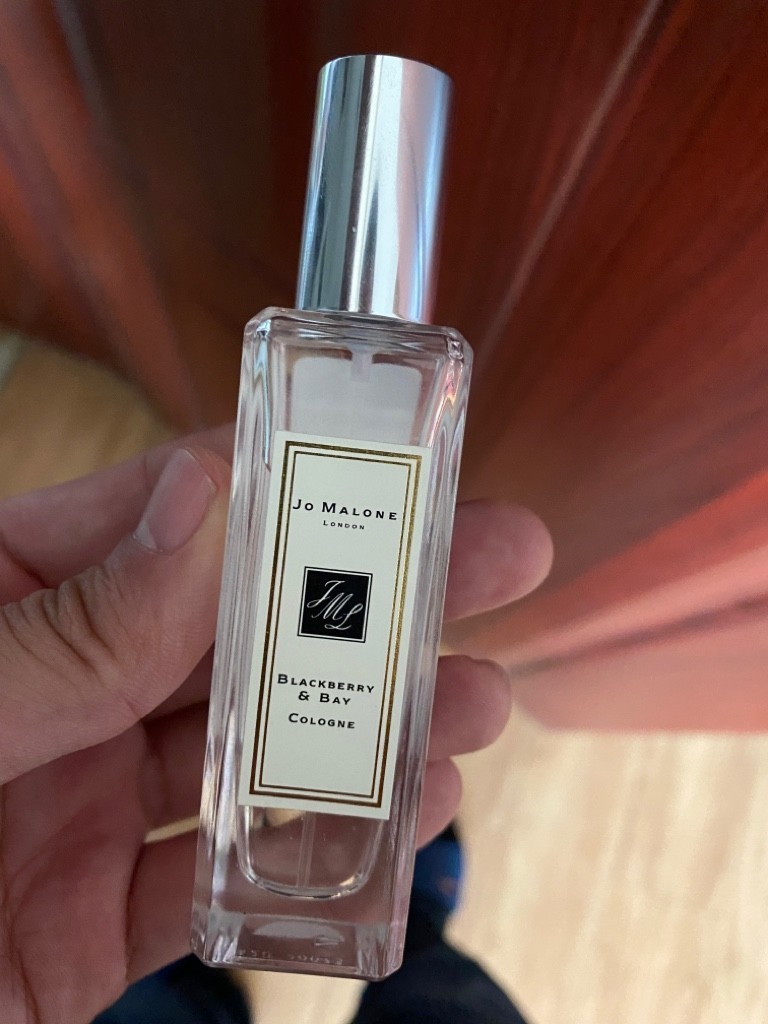 Jo Malone
London
JML
Blackberry
& Bay
Cologne